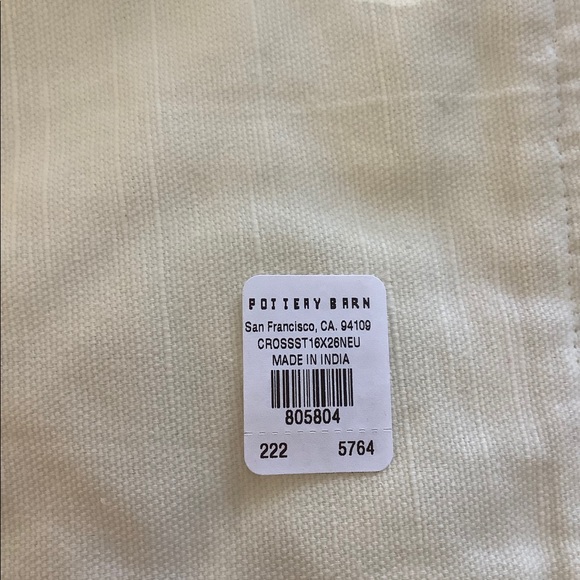 POTTERY BARN
San Francisco, CA. 94109
CROSSST16X26NEU
MADE IN INDIA
805804
222 5764